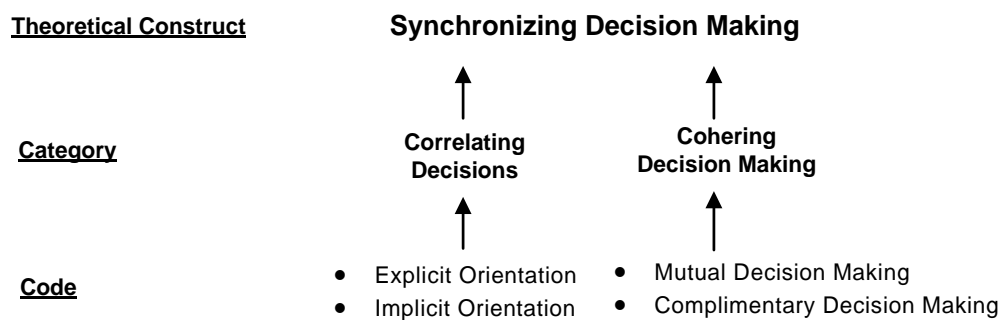 Theoretical Construct Synchronizing Decision Making
Category
Correlating
Decisions
Cohering
Decision Making
Code
• Explicit Orientation
• Implicit Orientation
• Mutual Decision Making
• Complimentary Decision Making